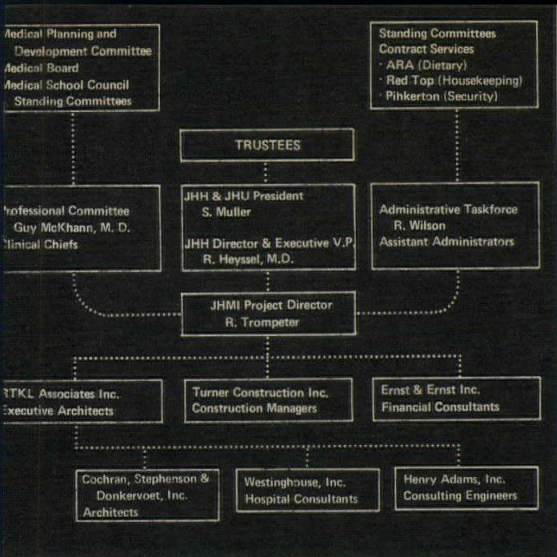 Medical Planning and
Development Committee
Medical Board
Medical School Council
Standing Committees
Standing Committees
Contract Services
· ARA (Dietary)
· Red Top (Housekeeping)
· Pihkerton (Security)
TRUSTEES
Professional Committee
Guy McKhann, M. D.
Clinical Chiefs
JHH & JHU President
S. Muller
JHH Director & Executive V.P.
R. Heyssel, M.D.
Administrative Taskforce
R. Wilson
Assistant Administrators
JHMI Project Director
R. Trompeter
RTKL Associates Inc.
Executive Architects
Turner Construction Inc.
Construction Managers
Ernst & Ernst Inc.
Financial Consultants
Cochran, Stephenson &
Donkervoet, Inc.
Architects
Westinghouse, Inc.
Hospital Consultants
Henry Adams, Inc.
Consulting Engineers